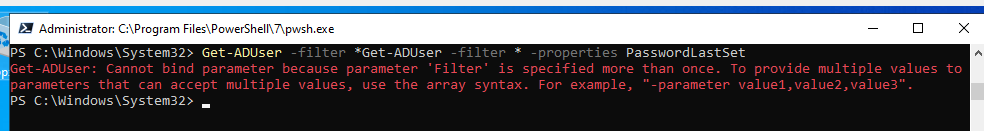 Administrator: C:\Program Files\PowerShell\7\pwsh.exe
PS C:\Windows\System32> Get-ADUser -filter *Get-ADUser -filter * -properties PasswordLastSet
Get-ADUser: Cannot bind parameter because parameter 'Filter' is specified more than once. To provide multiple values to
parameters that can accept multiple values, use the array syntax. For example, "-parameter value1,value2,value3".
PS C:\Windows\System32>